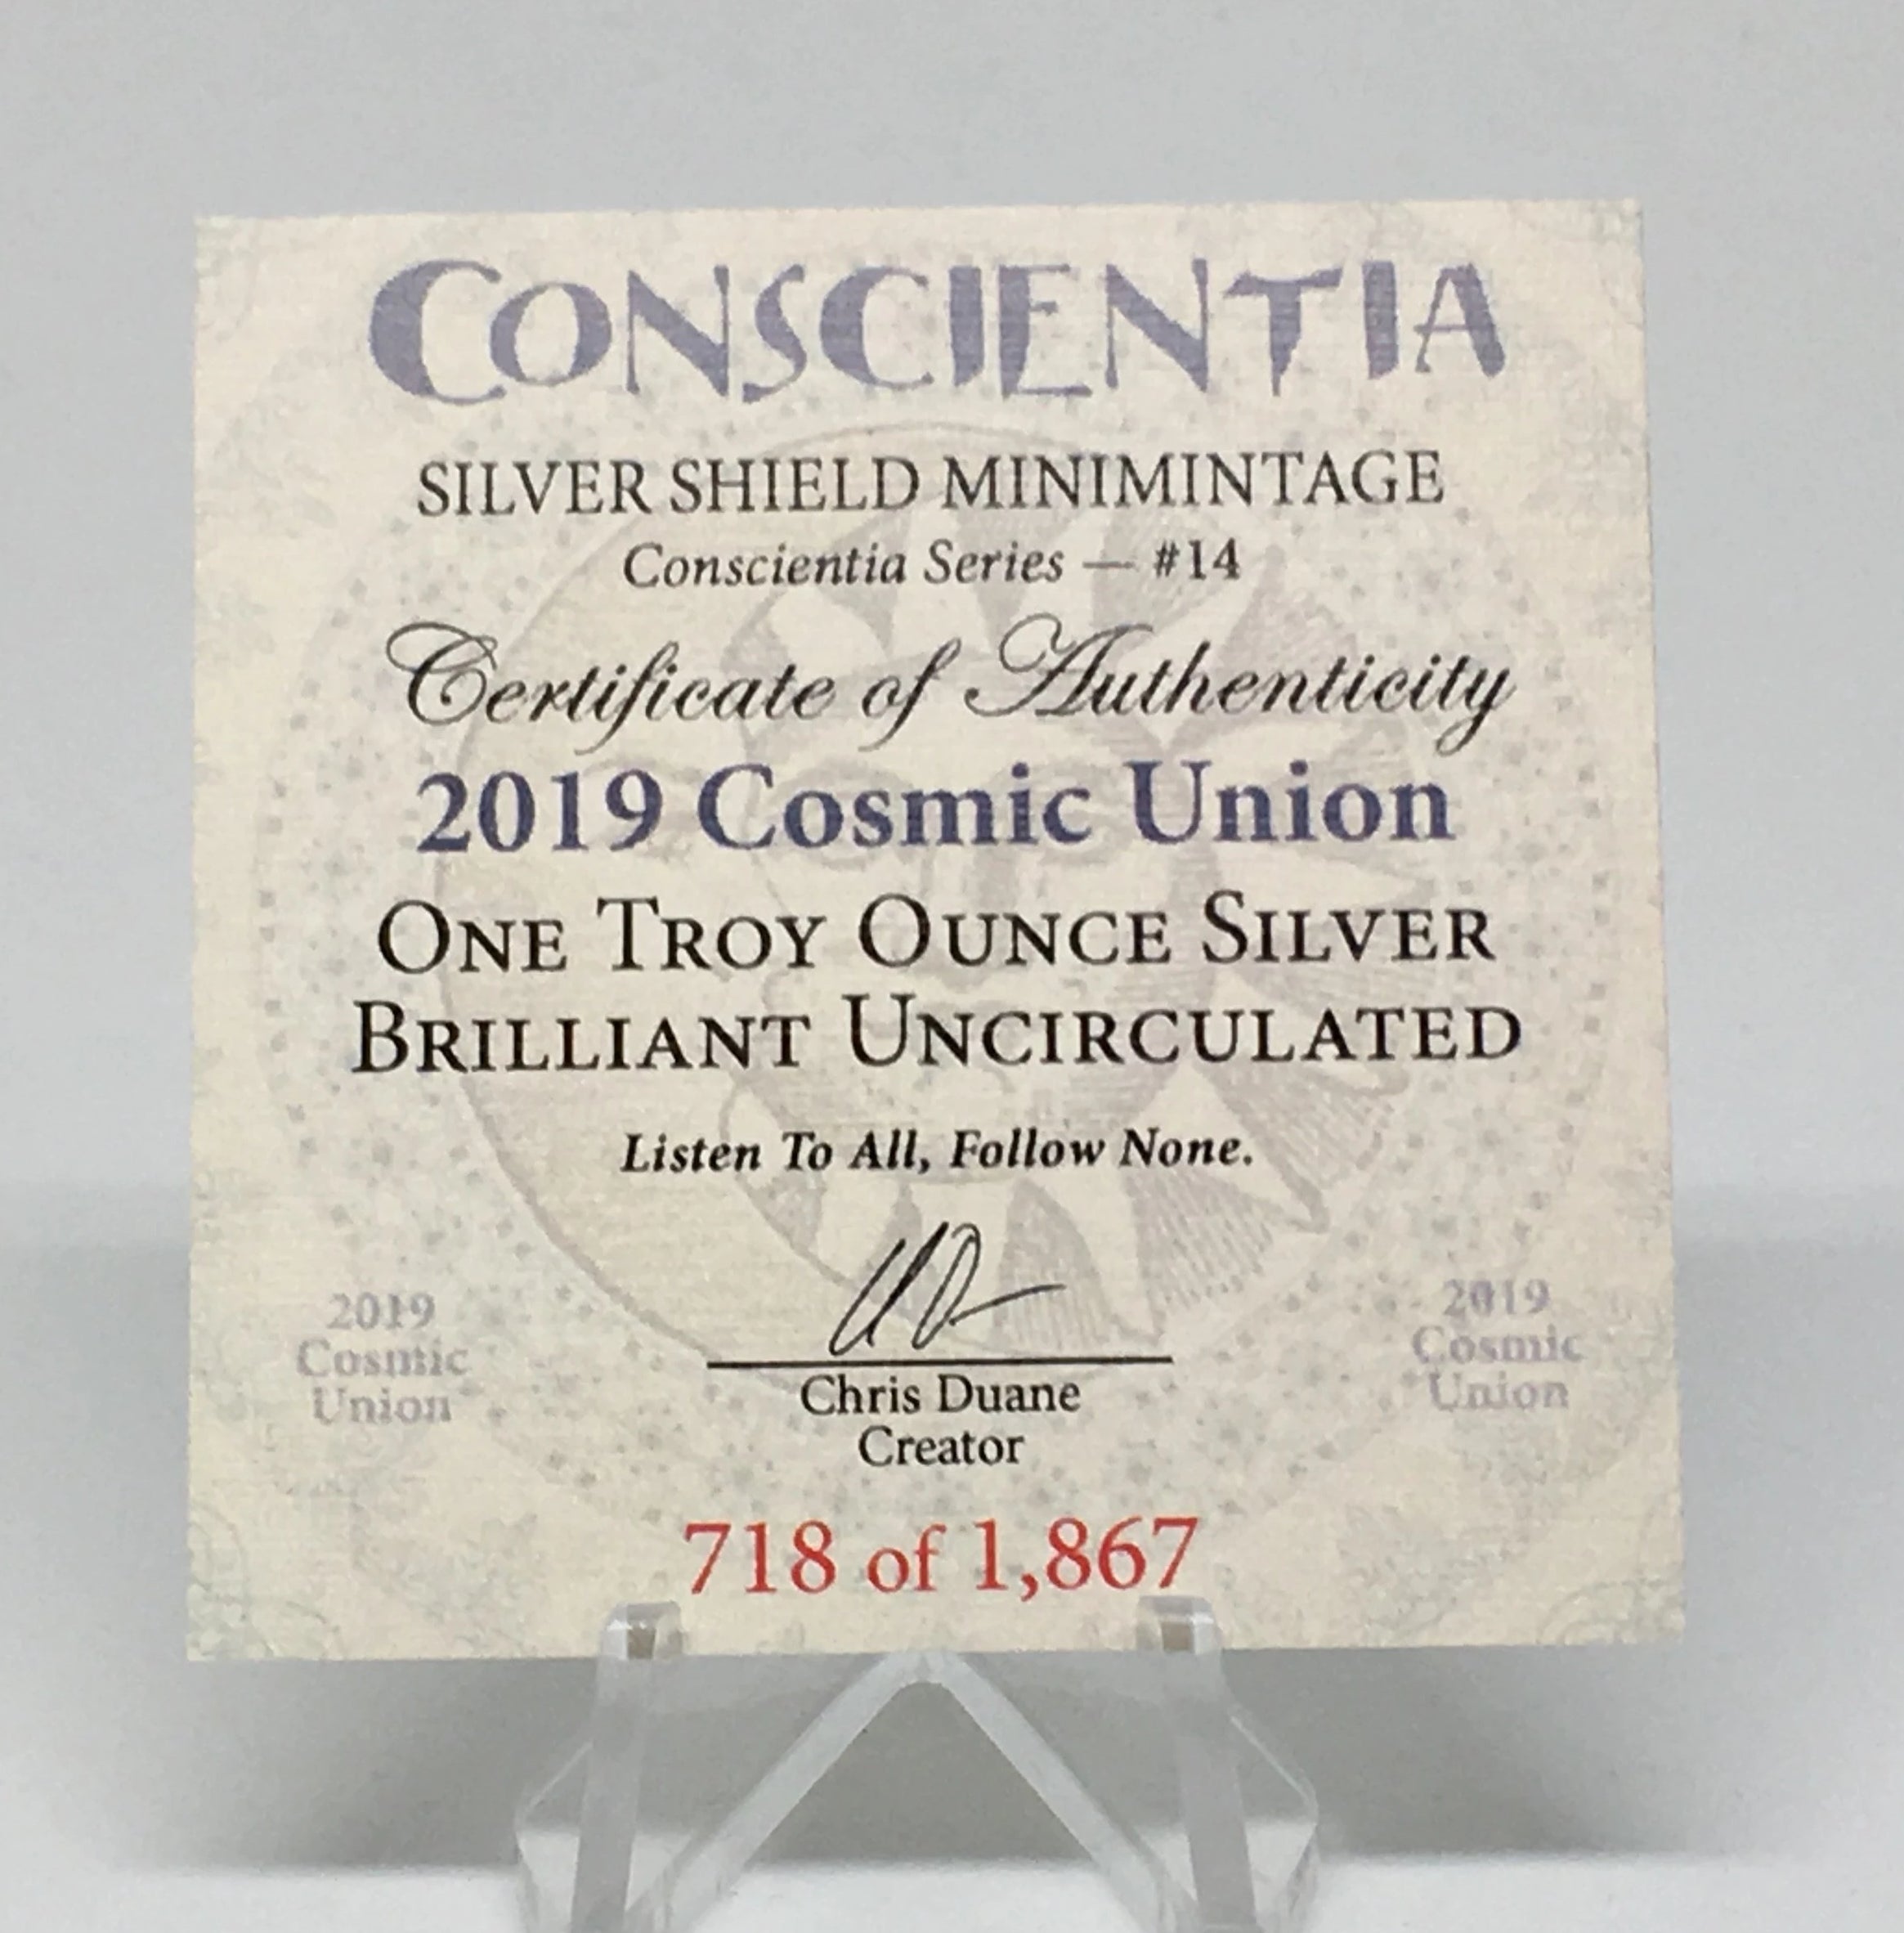 CONSCIENTIA
SILVER SHIELD MINIMINTAGE
Conscientia Series — #14
Certificate of Authenticity
2019 Cosmic Union
ONE TROY OUNCE SILVER
BRILLIANT UNCIRCULATED
Listen To All, Follow None.
2019
Cosmic
Union
2019
Cosmic
Union
Chris Duane
Creator
718 of 1,867